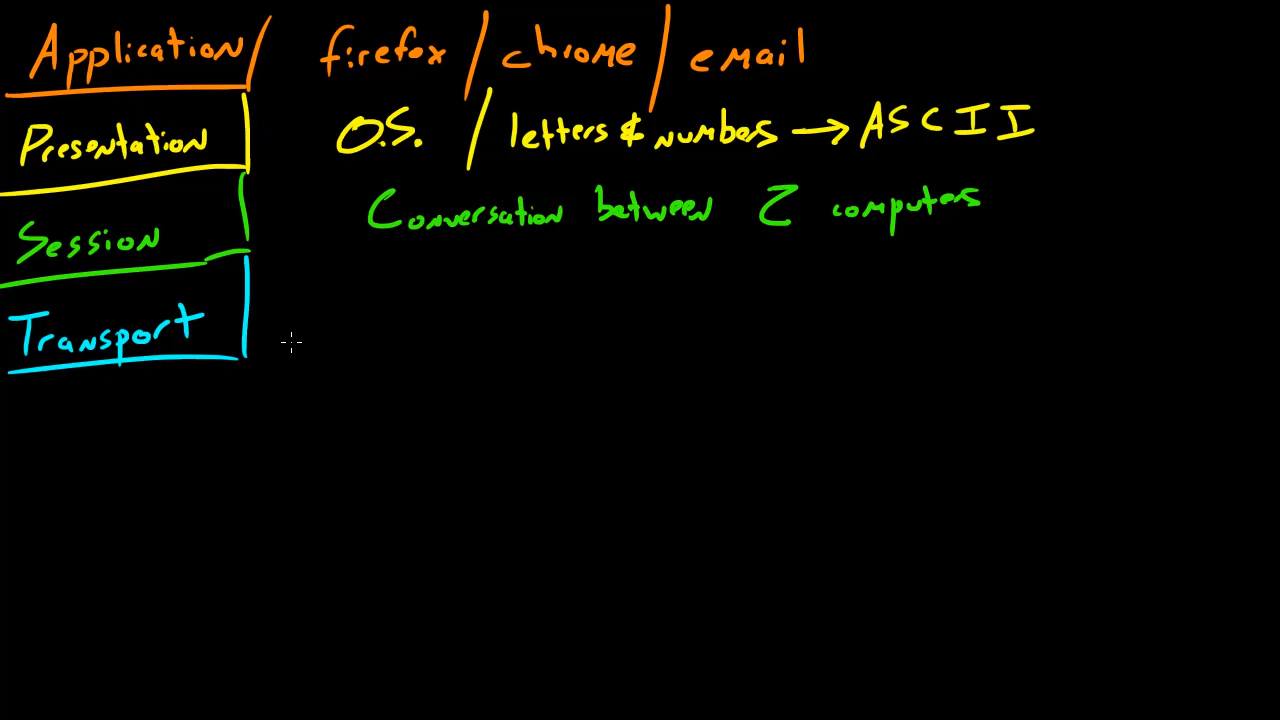 Application / firefox / chrome / email
Presentation O.S. / letters & numbers → ASCII
Session Conversation between 2 computers
Transport